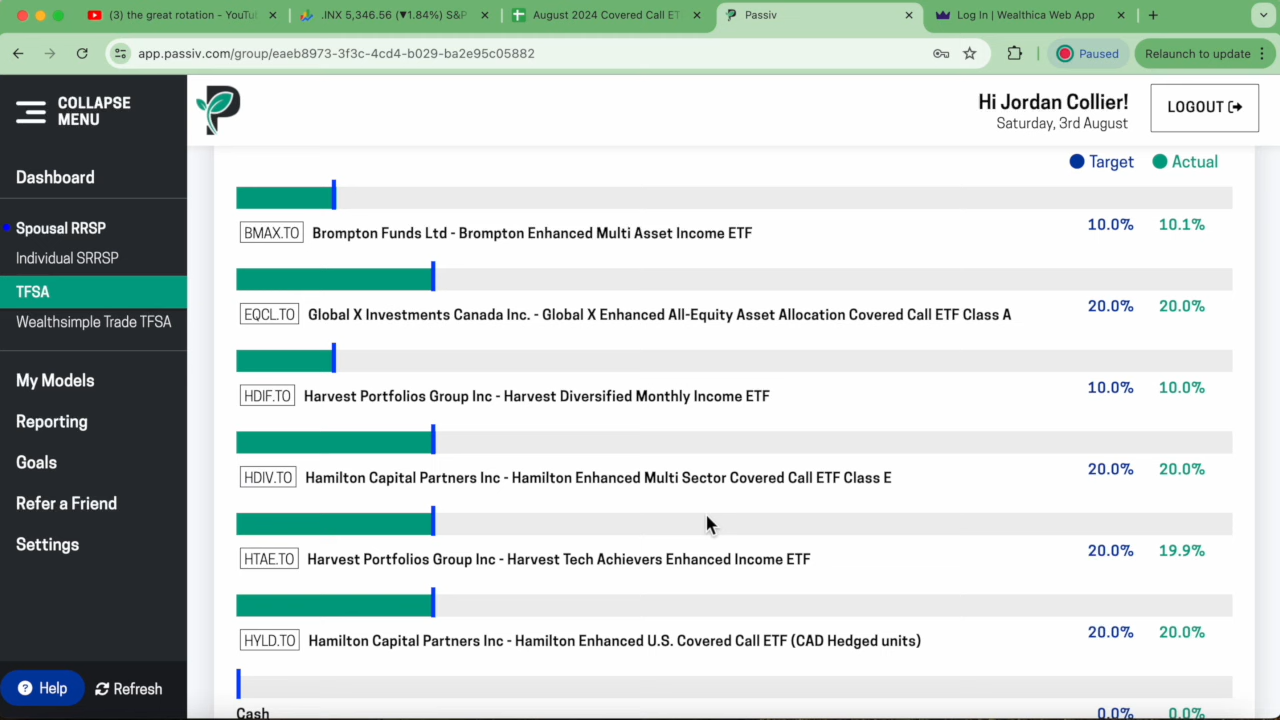 (3) the great rotation - YouTu
.INX 5,346.56 (▼1.84%) S&P
August 2024 Covered Call ET
Passiv
Log In | Wealthica Web App
app.passiv.com/group/eaeb8973-3f3c-4cd4-b029-ba2e95c05882
Paused
Relaunch to update
COLLAPSE
MENU
Dashboard
Spousal RRSP
Individual SRRSP
TFSA
Wealthsimple Trade TFSA
My Models
Reporting
Goals
Refer a Friend
Settings
Help
Refresh
P
Hi Jordan Collier!
Saturday, 3rd August
LOGOUT
Target Actual
BMAX.TO Brompton Funds Ltd - Brompton Enhanced Multi Asset Income ETF 10.0% 10.1%
EQCL.TO Global X Investments Canada Inc. - Global X Enhanced All-Equity Asset Allocation Covered Call ETF Class A 20.0% 20.0%
HDIF.TO Harvest Portfolios Group Inc - Harvest Diversified Monthly Income ETF 10.0% 10.0%
HDIV.TO Hamilton Capital Partners Inc - Hamilton Enhanced Multi Sector Covered Call ETF Class E 20.0% 20.0%
HTAE.TO Harvest Portfolios Group Inc - Harvest Tech Achievers Enhanced Income ETF 20.0% 19.9%
HYLD.TO Hamilton Capital Partners Inc - Hamilton Enhanced U.S. Covered Call ETF (CAD Hedged units) 20.0% 20.0%
Cash 0.0% 0.0%